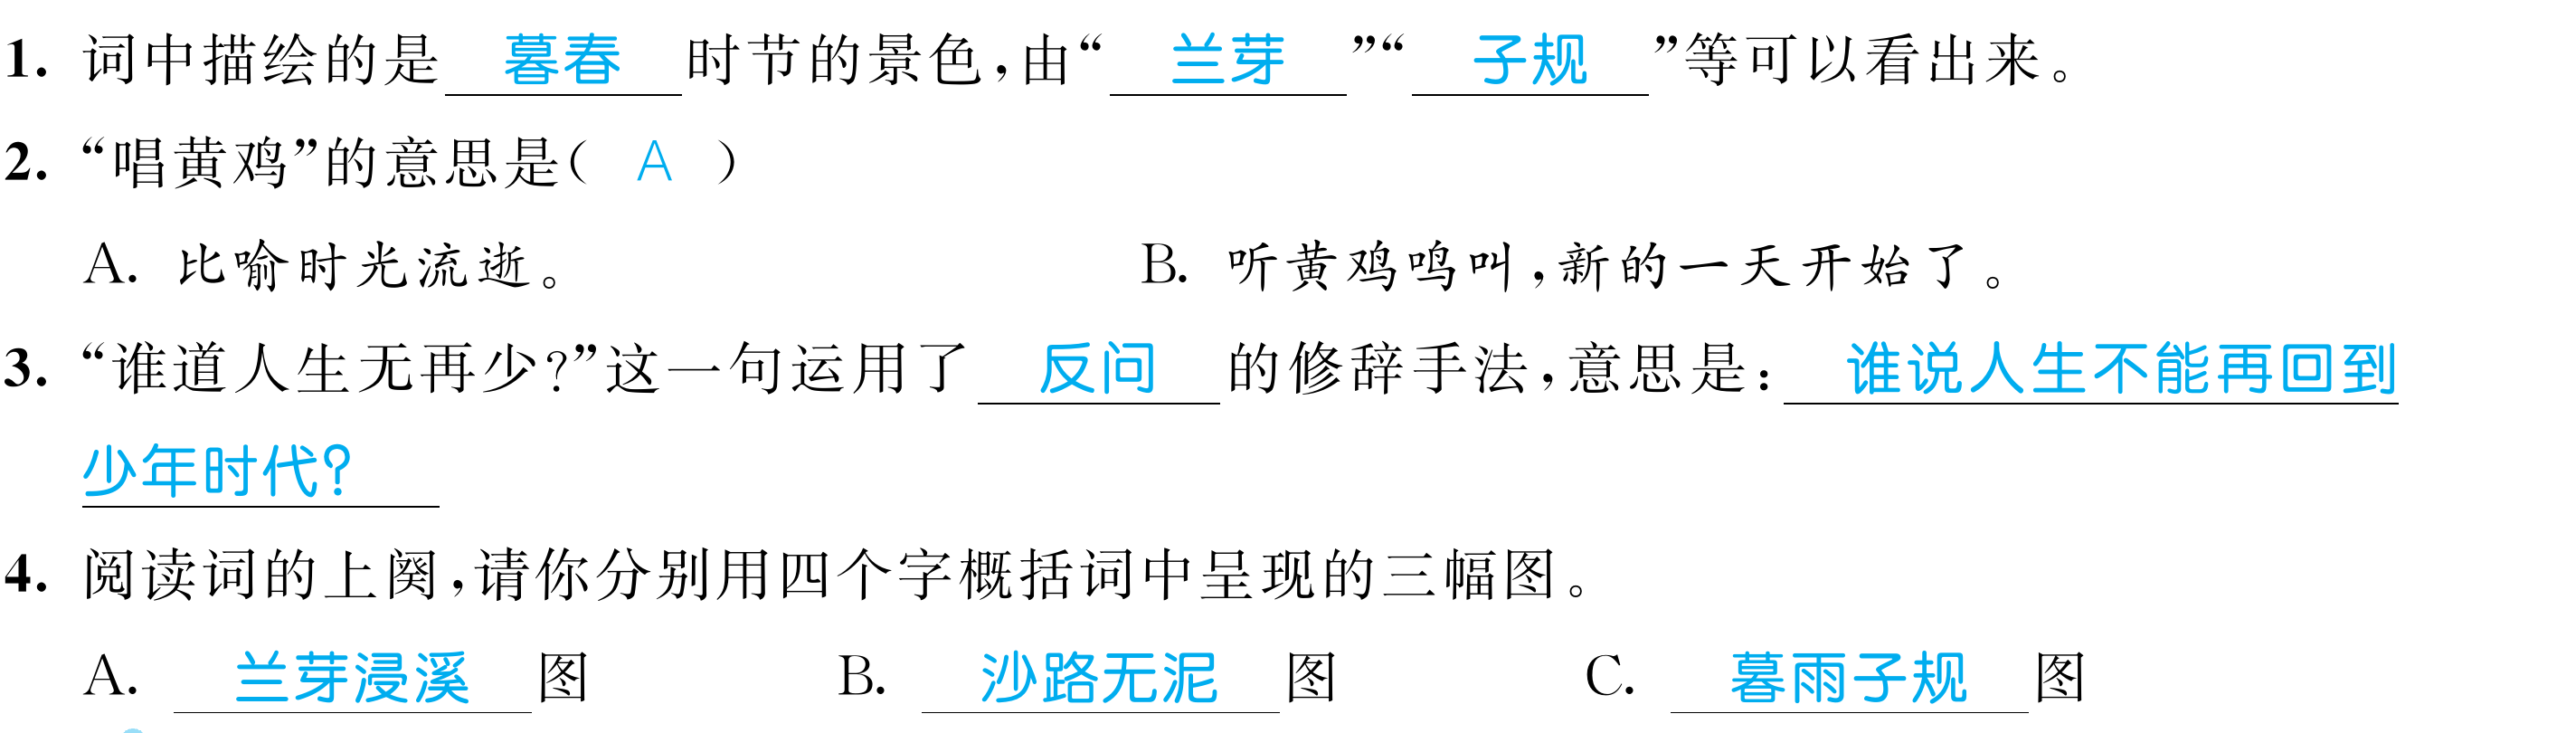 1. 词中描绘的是 暮春 时节的景色,由“ 兰芽 ”“ 子规 ”等可以看出来。
2. “唱黄鸡”的意思是( A )
A. 比喻时光流逝。 B. 听黄鸡鸣叫,新的一天开始了。
3. “谁道人生无再少?”这一句运用了 反问 的修辞手法,意思是: 谁说人生不能再回到
少年时代?
4. 阅读词的上阕,请你分别用四个字概括词中呈现的三幅图。
A. 兰芽浸溪 图 B. 沙路无泥 图 C. 暮雨子规 图